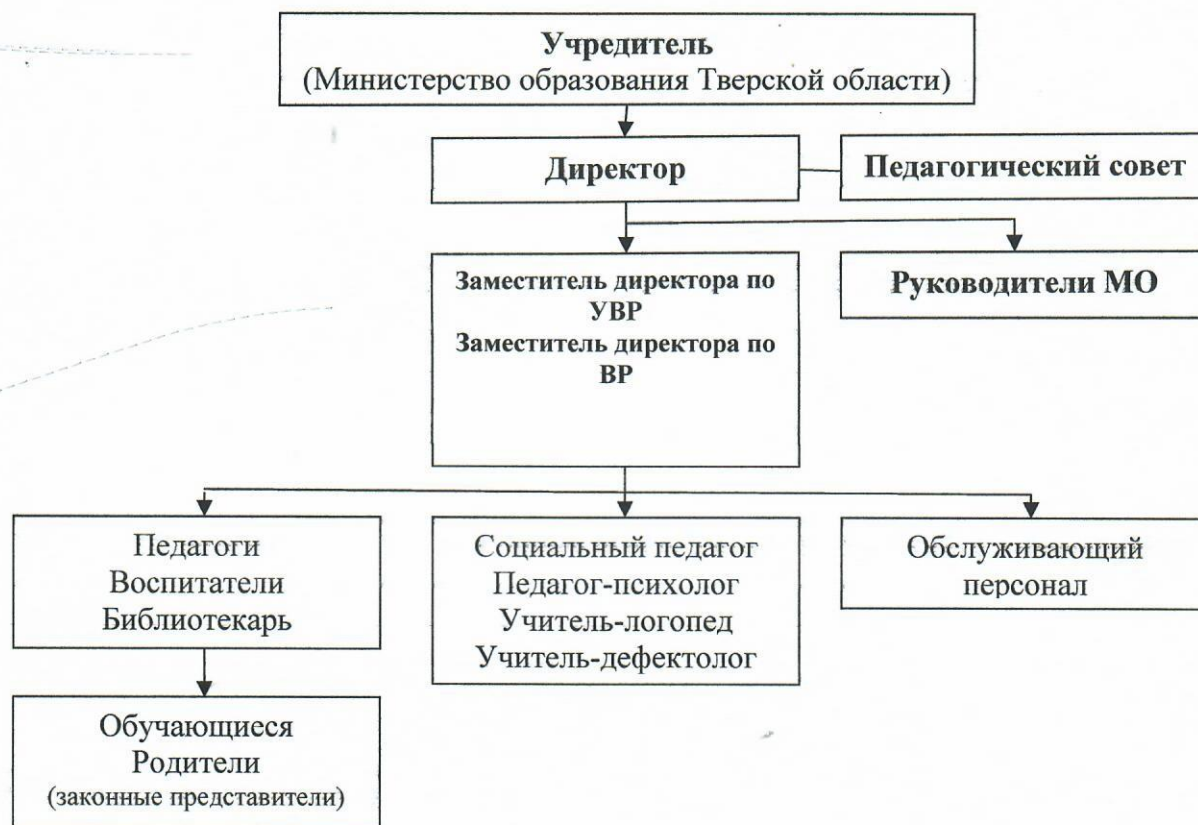 Учредитель
(Министерство образования Тверской области)
Директор
Педагогический совет
Заместитель директора по
УВР
Заместитель директора по
ВР
Руководители МО
Педагоги
Воспитатели
Библиотекарь
Социальный педагог
Педагог-психолог
Учитель-логопед
Учитель-дефектолог
Обслуживающий
персонал
Обучающиеся
Родители
(законные представители)